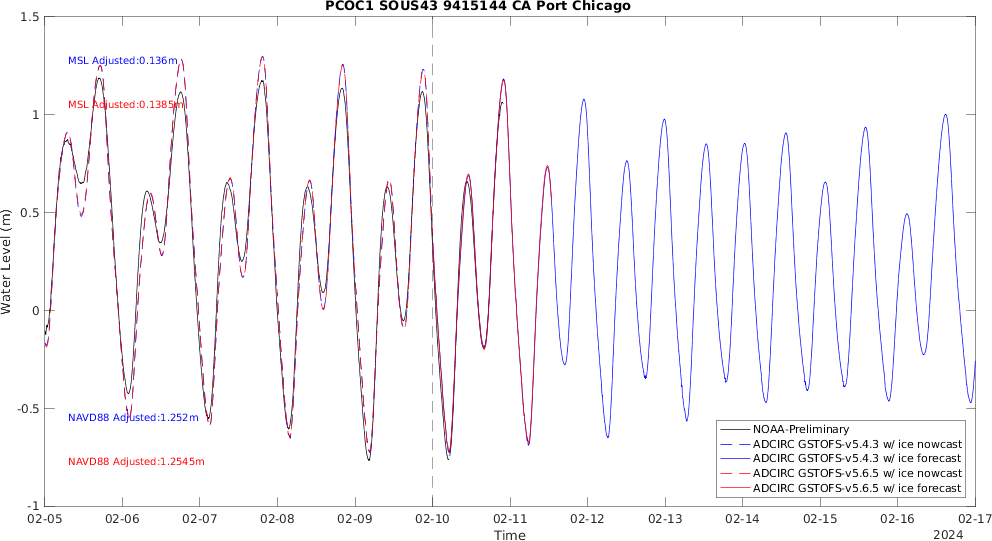 PCOC1 SOUS43 9415144 CA Port Chicago
1.5
1
0.5
0
-0.5
-1
Water Level (m)
MSL Adjusted:0.136m
MSL Adjusted:0.1385m
NAVD88 Adjusted:1.252m
NAVD88 Adjusted:1.2545m
NOAA-Preliminary
ADCIRC GSTOFS-v5.4.3 w/ ice nowcast
ADCIRC GSTOFS-v5.4.3 w/ ice forecast
ADCIRC GSTOFS-v5.6.5 w/ ice nowcast
ADCIRC GSTOFS-v5.6.5 w/ ice forecast
02-05 02-06 02-07 02-08 02-09 02-10 02-11 02-12 02-13 02-14 02-15 02-16 02-17
Time
2024